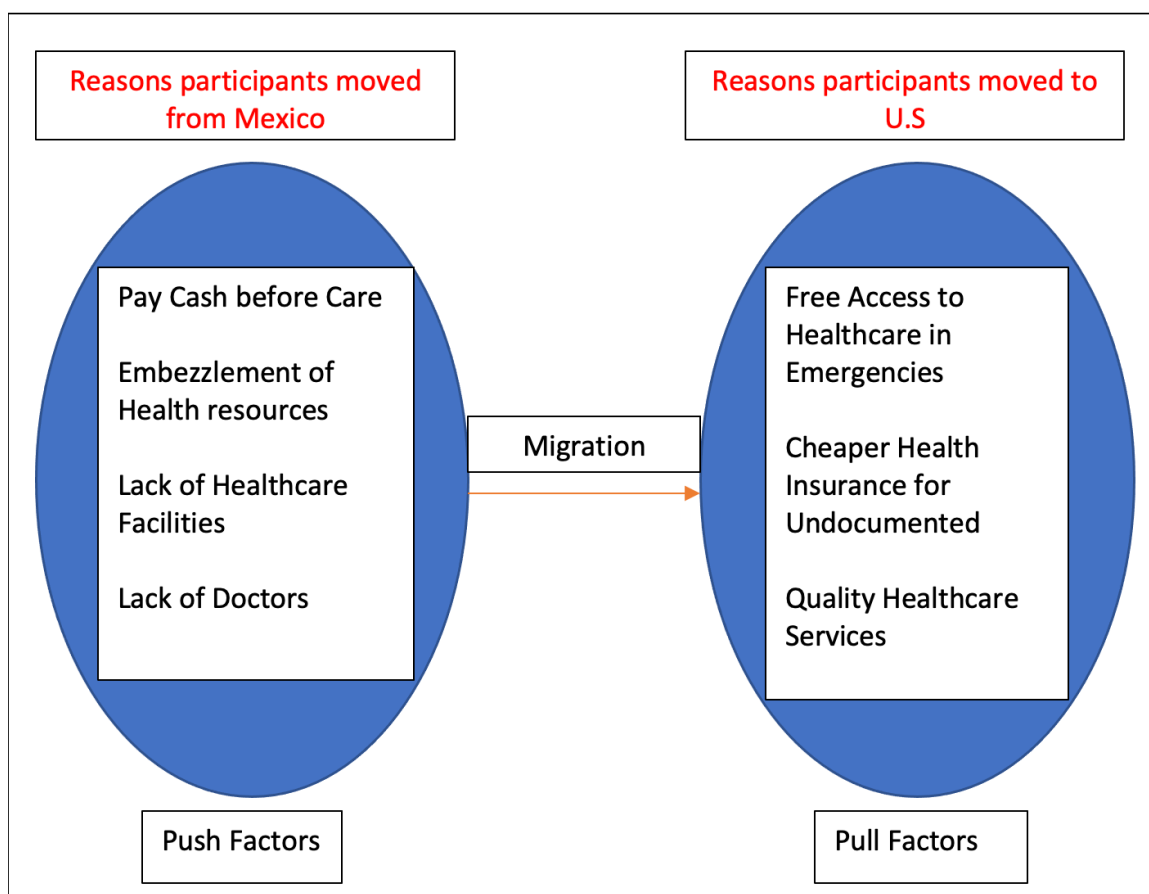 Reasons participants moved
from Mexico
Pay Cash before Care
Embezzlement of
Health resources
Lack of Healthcare
Facilities
Lack of Doctors
Push Factors
Migration
Reasons participants moved to
U.S
Free Access to
Healthcare in
Emergencies
Cheaper Health
Insurance for
Undocumented
Quality Healthcare
Services
Pull Factors